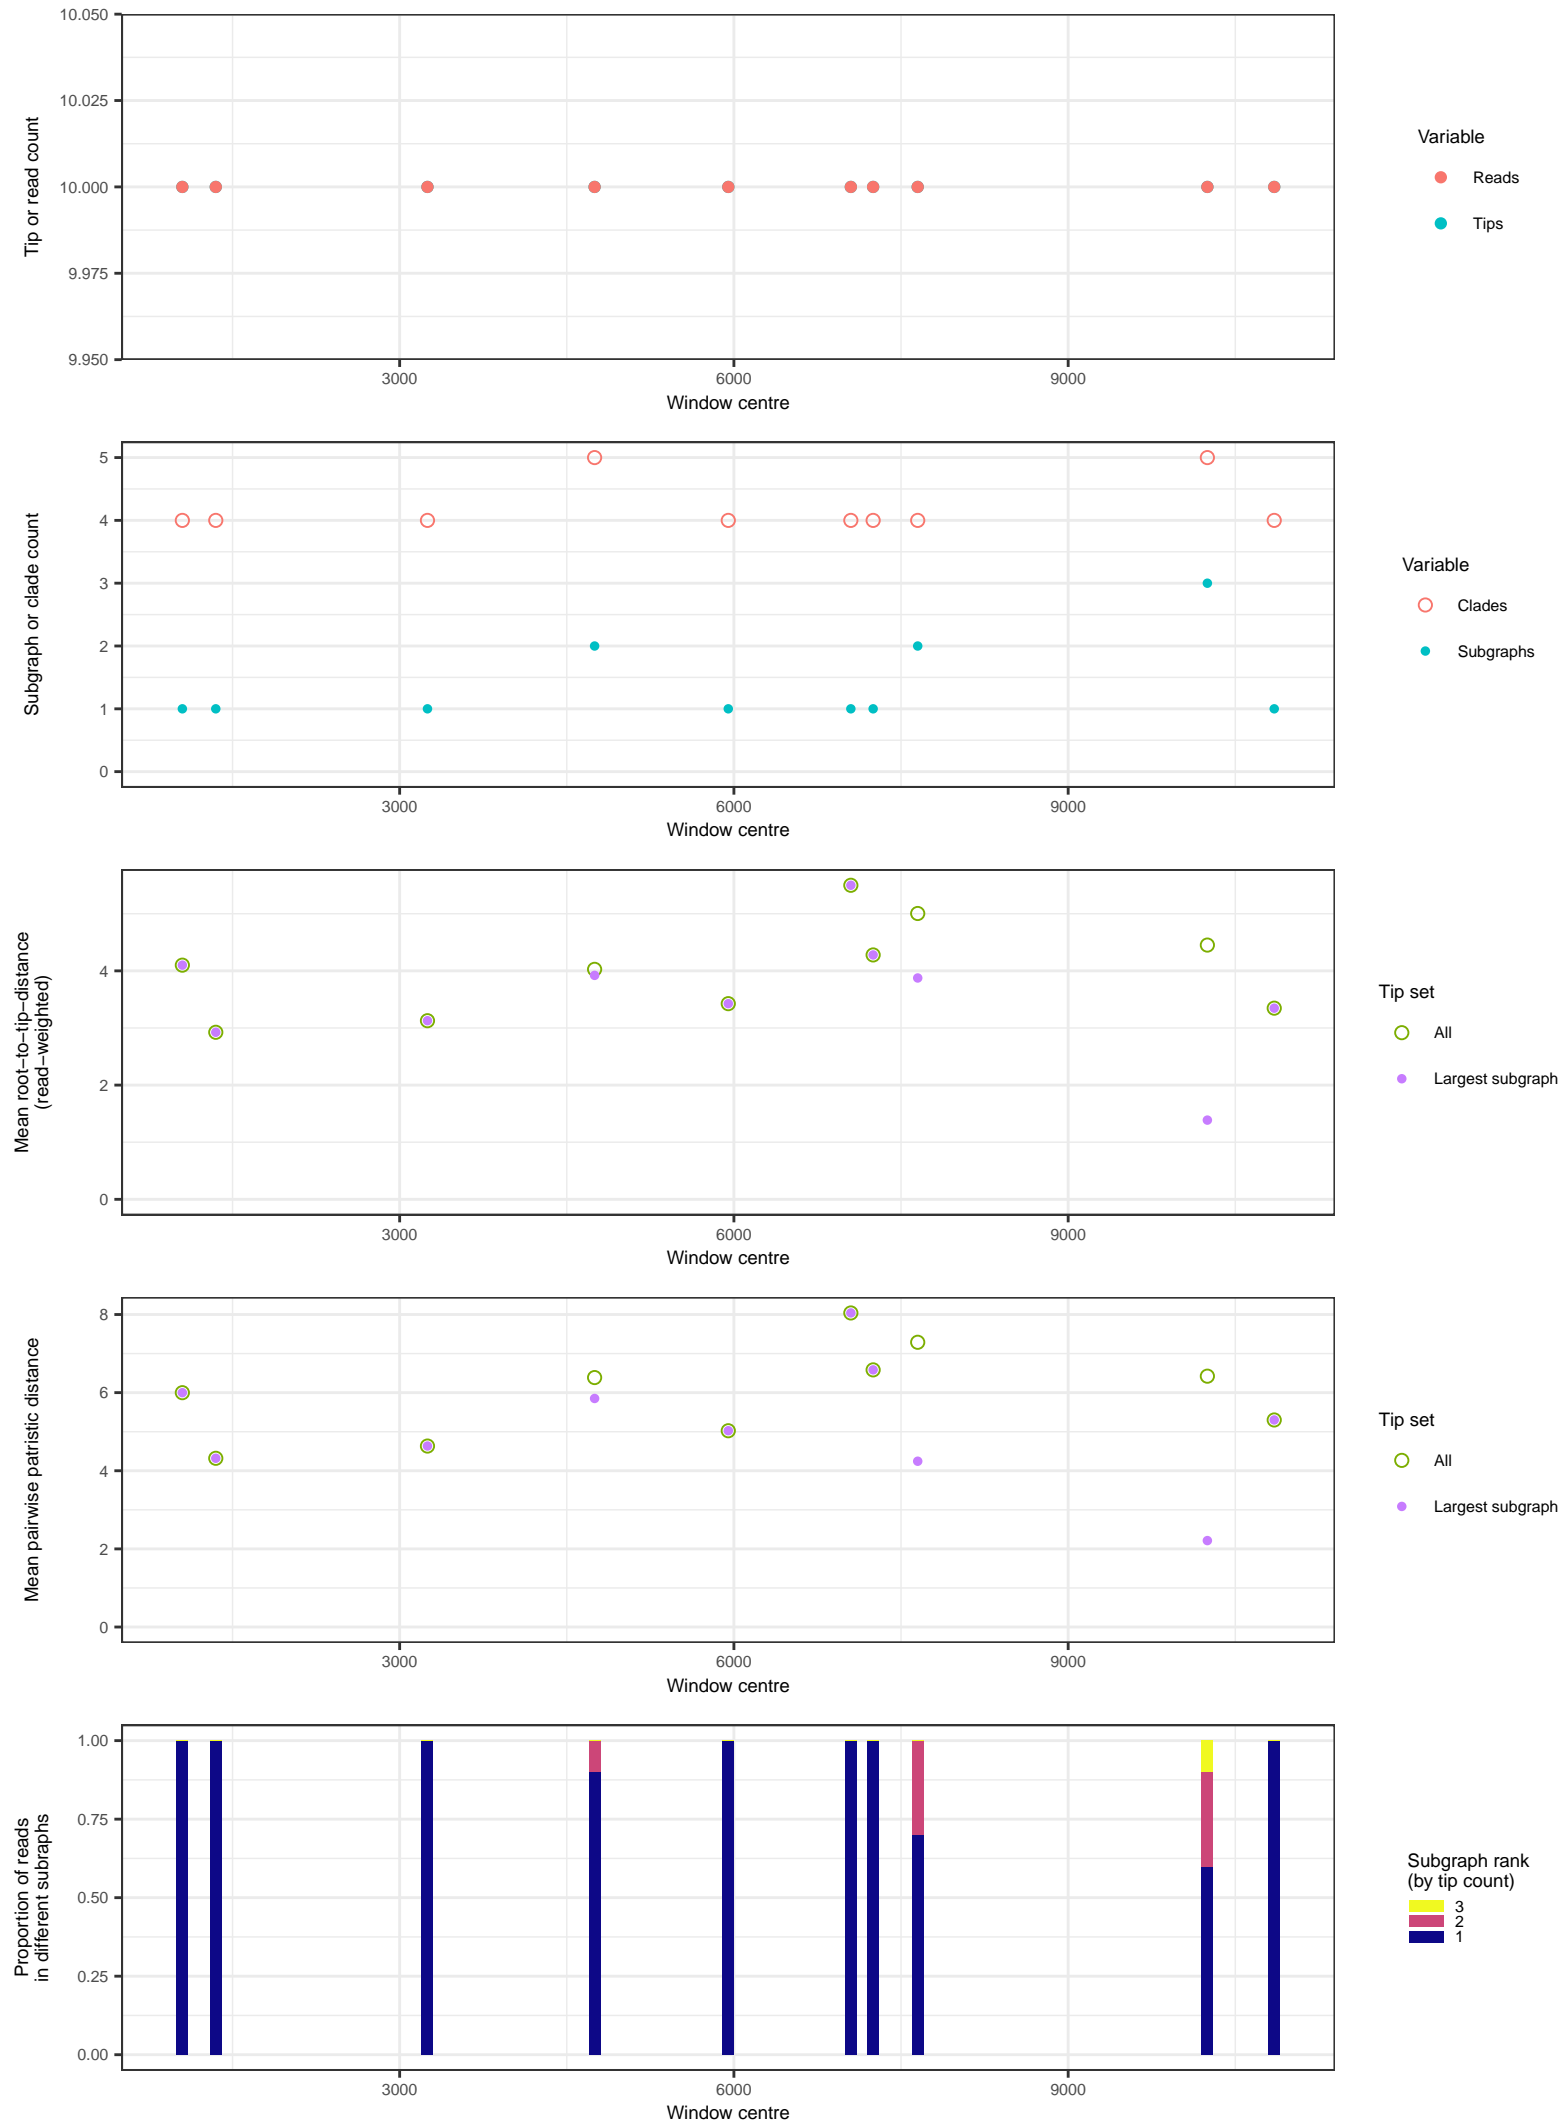 10.050
10.025
10.000
9.975
9.950
Tip or read count
3000 6000 9000
Window centre
Variable
Reads
Tips
5
4
3
2
1
0
Subgraph or clade count
3000 6000 9000
Window centre
Variable
Clades
Subgraphs
4
2
0
Mean root−to−tip−distance
(read−weighted)
3000 6000 9000
Window centre
Tip set
All
Largest subgraph
8
6
4
2
0
Mean pairwise patristic distance
3000 6000 9000
Window centre
Tip set
All
Largest subgraph
1.00
0.75
0.50
0.25
0.00
Proportion of reads
in different subraphs
3000 6000 9000
Window centre
Subgraph rank
(by tip count)
3
2
1